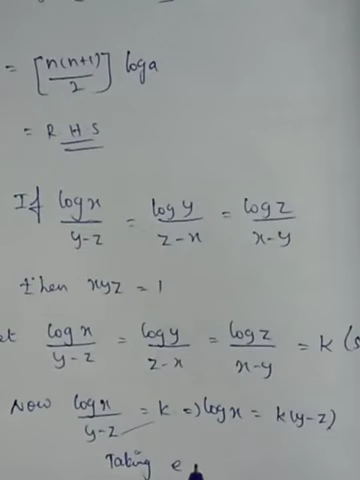 = [n(n+1)/2] log a
= R H S
If log x/y-z = log y/z-x = log z/x-y
then xyz = 1
et log x/y-z = log y/z-x = log z/x-y = k (s
Now log x/y-z = k => log x = k(y-z)
Taking e